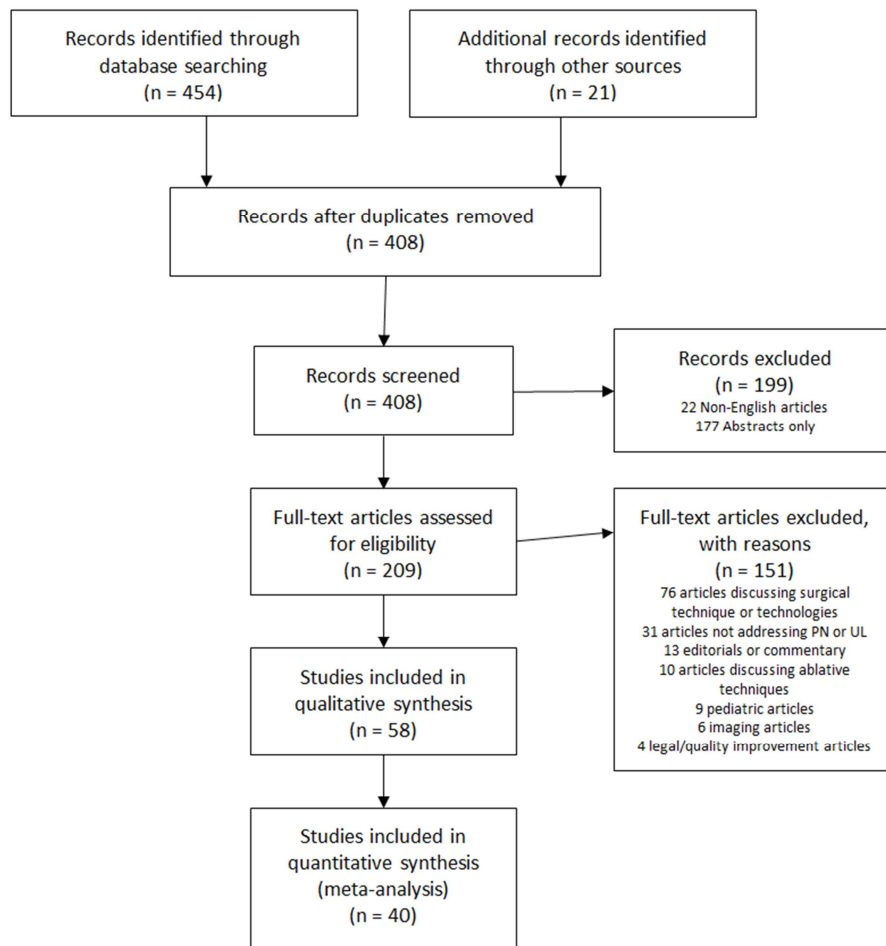 Records identified through
database searching
(n = 454)
Additional records identified
through other sources
(n = 21)
Records after duplicates removed
(n = 408)
Records screened
(n = 408)
Records excluded
(n = 199)
22 Non-English articles
177 Abstracts only
Full-text articles assessed
for eligibility
(n = 209)
Full-text articles excluded,
with reasons
(n = 151)
76 articles discussing surgical
technique or technologies
31 articles not addressing PN or UL
13 editorials or commentary
10 articles discussing ablative
techniques
9 pediatric articles
6 imaging articles
4 legal/quality improvement articles
Studies included in
qualitative synthesis
(n = 58)
Studies included in
quantitative synthesis
(meta-analysis)
(n = 40)